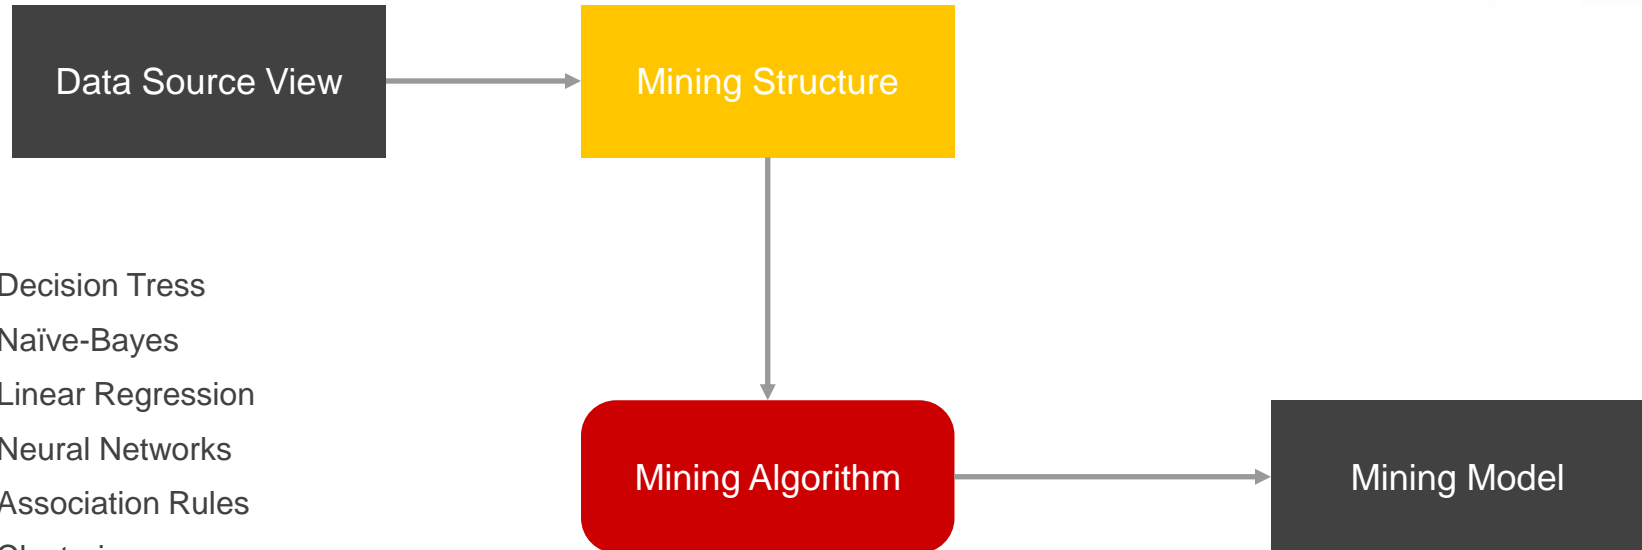 Data Source View
Mining Structure
Decision Tress
Naïve-Bayes
Linear Regression
Neural Networks
Association Rules
Mining Algorithm
Mining Model